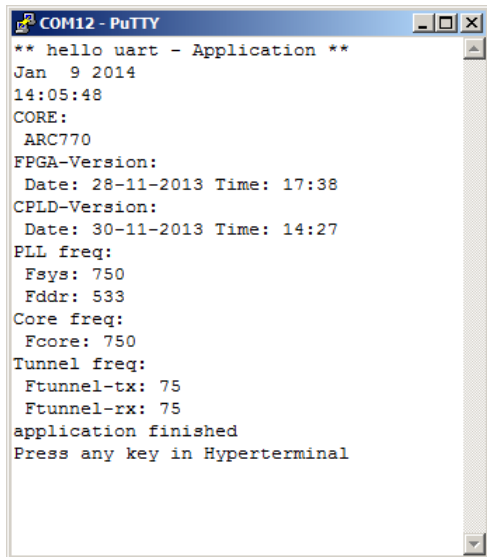 COM12 - PuTTY
** hello uart - Application **
Jan  9 2014
14:05:48
CORE:
 ARC770
FPGA-Version:
 Date: 28-11-2013 Time: 17:38
CPLD-Version:
 Date: 30-11-2013 Time: 14:27
PLL freq:
 Fsys: 750
 Fddr: 533
Core freq:
 Fcore: 750
Tunnel freq:
 Ftunnel-tx: 75
 Ftunnel-rx: 75
application finished
Press any key in Hyperterminal